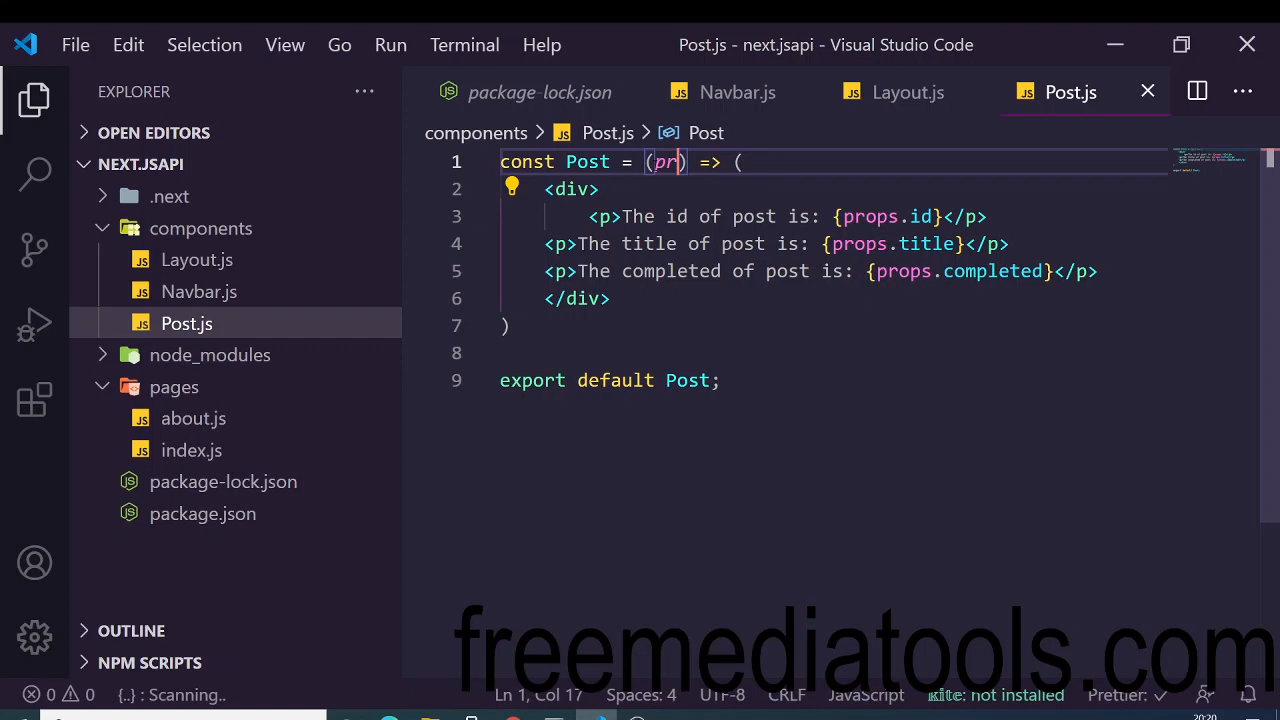 File Edit Selection View Go Run Terminal Help Post.js - next.jsapi - Visual Studio Code
EXPLORER
package-lock.json Navbar.js Layout.js Post.js
OPEN EDITORS
components > Post.js > Post
NEXT.JSAPI
.next
components
Layout.js
Navbar.js
Post.js
node_modules
pages
about.js
index.js
package-lock.json
package.json
OUTLINE
NPM SCRIPTS
1 const Post = (pr) => (
2 <div>
3 <p>The id of post is: {props.id}</p>
4 <p>The title of post is: {props.title}</p>
5 <p>The completed of post is: {props.completed}</p>
6 </div>
7 )
8
9 export default Post;
freemediatools.com
0 0 {..} : Scanning.. Ln 1, Col 17 Spaces: 4 UTF-8 CRLF JavaScript kite: not installed Prettier: ✓
20:20